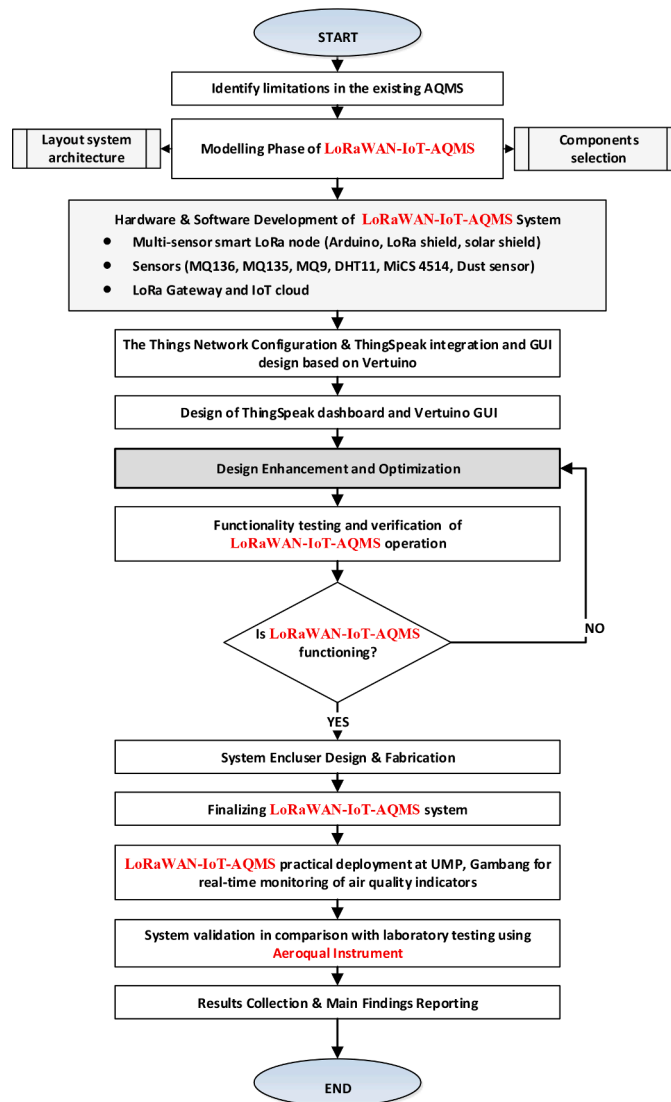 START
Identify limitations in the existing AQMS
Layout system
architecture
Modelling Phase of LoRaWAN-IoT-AQMS
Components
selection
Hardware & Software Development of LoRaWAN-IoT-AQMS System
● Multi-sensor smart LoRa node (Arduino, LoRa shield, solar shield)
● Sensors (MQ136, MQ135, MQ9, DHT11, MiCS 4514, Dust sensor)
● LoRa Gateway and IoT cloud
The Things Network Configuration & ThingSpeak integration and GUI
design based on Vertuino
Design of ThingSpeak dashboard and Vertuino GUI
Design Enhancement and Optimization
Functionality testing and verification of
LoRaWAN-IoT-AQMS operation
Is LoRaWAN-IoT-AQMS
functioning?
NO
YES
System Encluser Design & Fabrication
Finalizing LoRaWAN-IoT-AQMS system
LoRaWAN-IoT-AQMS practical deployment at UMP, Gambang for
real-time monitoring of air quality indicators
System validation in comparison with laboratory testing using
Aeroqual Instrument
Results Collection & Main Findings Reporting
END